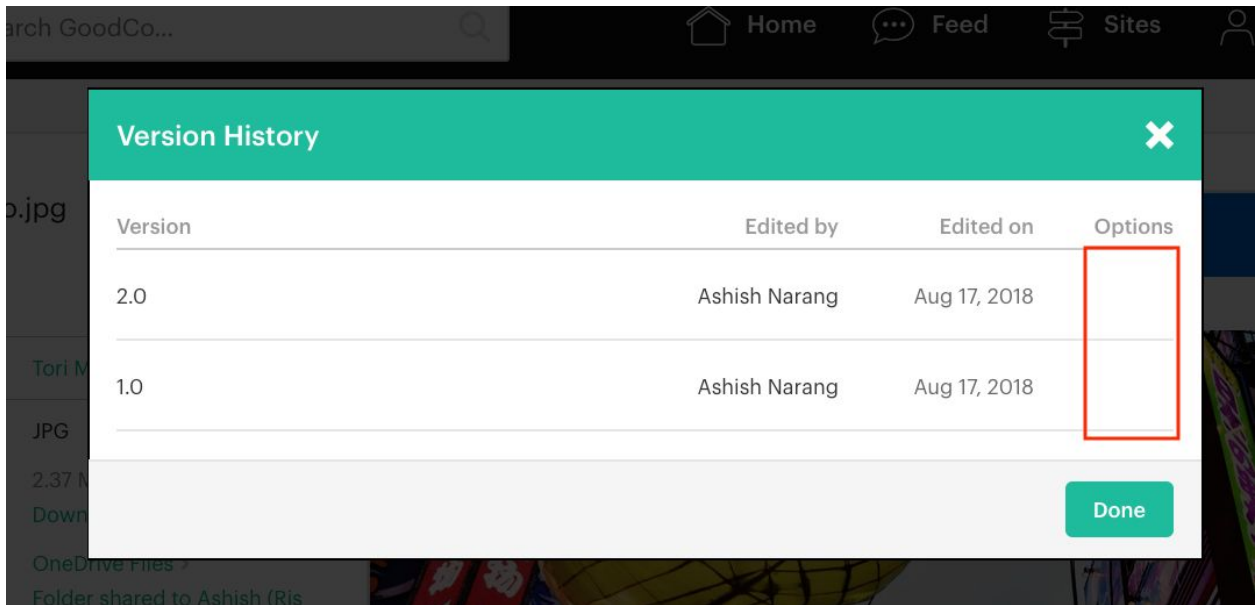 arch GoodCo...
Home
Feed
Sites
Version History
.jpg
Version Edited by Edited on Options
2.0 Ashish Narang Aug 17, 2018
1.0 Ashish Narang Aug 17, 2018
Tori M
JPG
2.37 M
Down
Done
OneDrive Files
Folder shared to Ashish (Ris